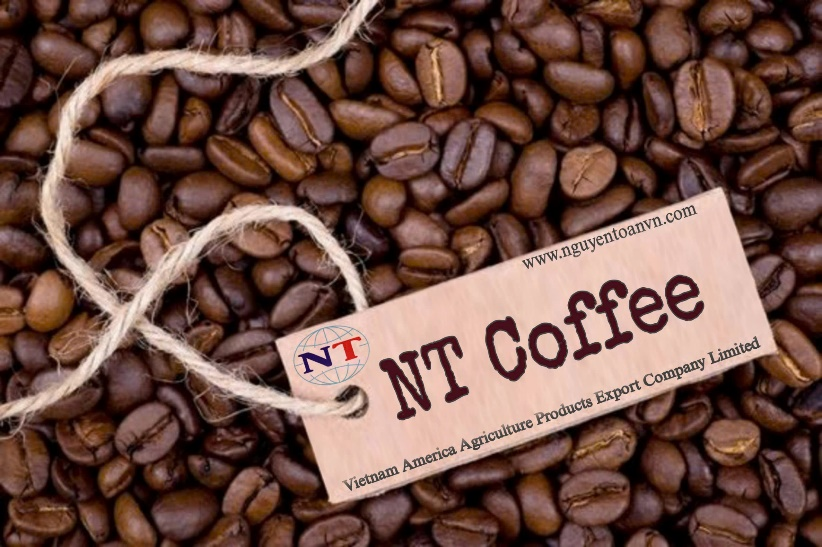 www.nguyentoanvn.com
NT
NT Coffee
Vietnam America Agriculture Products Export Company Limited